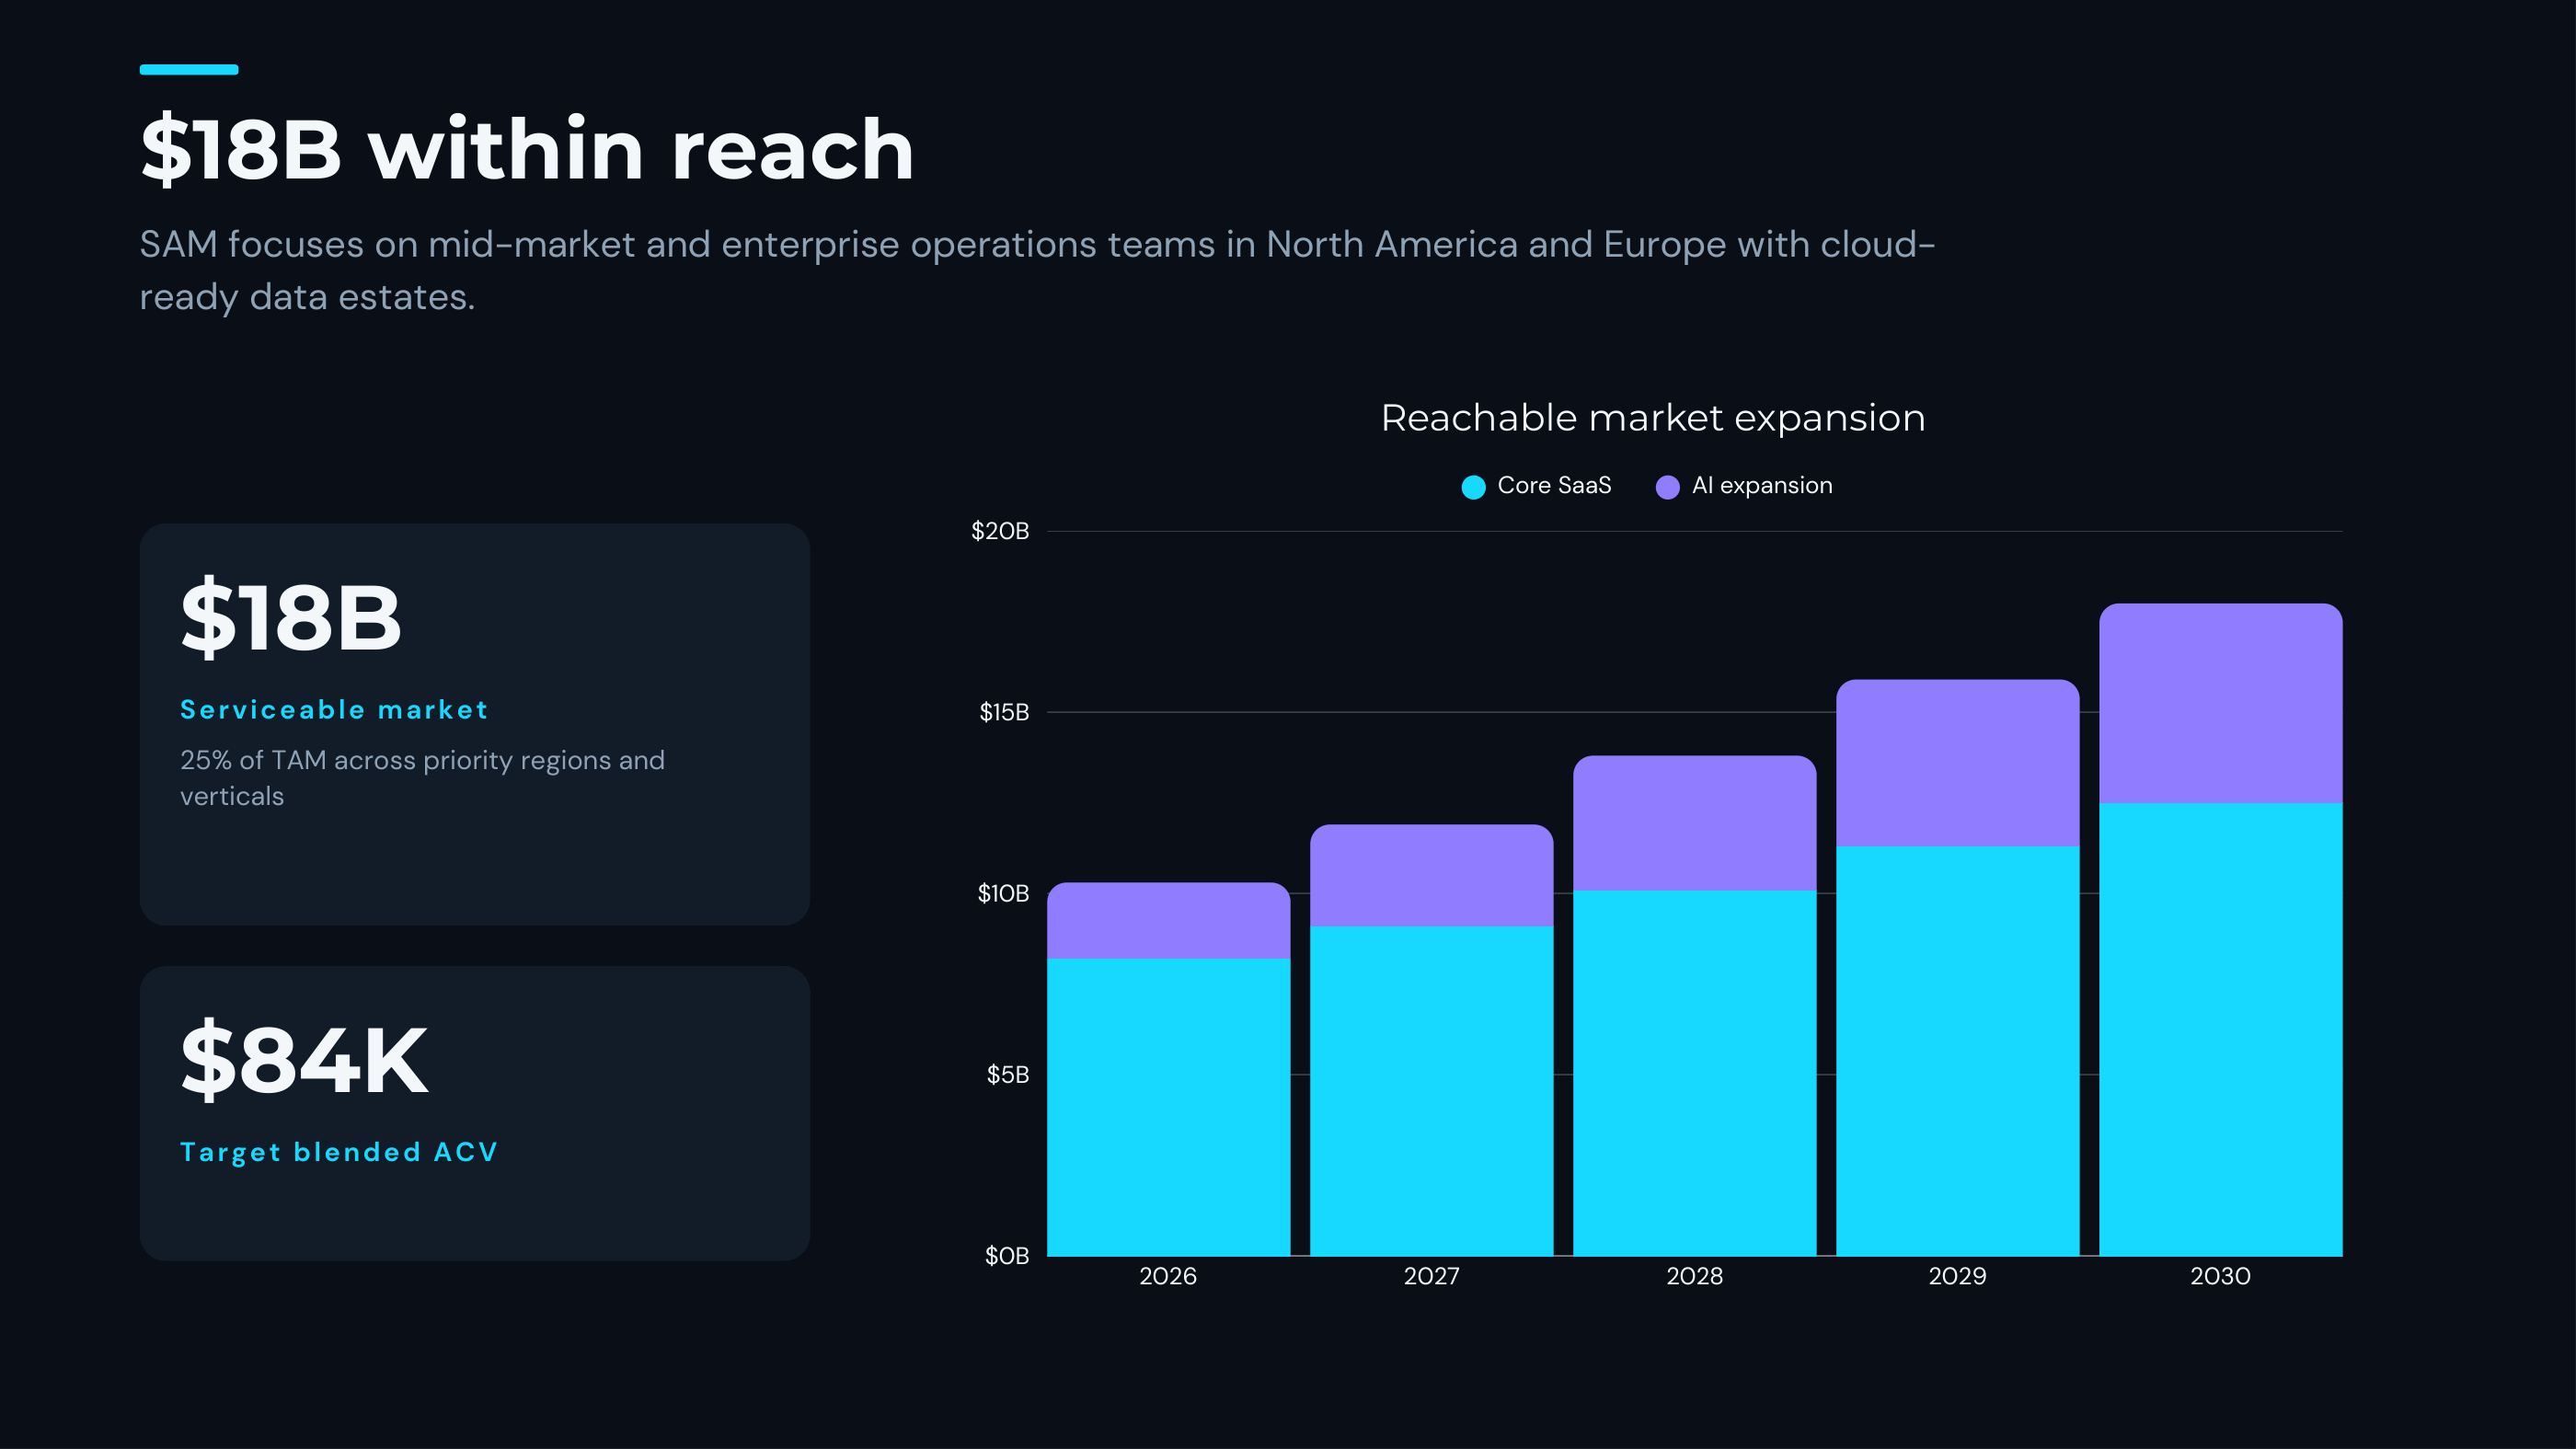 $18B within reach
SAM focuses on mid-market and enterprise operations teams in North America and Europe with cloud-
ready data estates.
$18B
Serviceable market
25% of TAM across priority regions and
verticals
$84K
Target blended ACV
Reachable market expansion
Core SaaS
AI expansion
$20B
$15B
$10B
$5B
$0B
2026
2027
2028
2029
2030